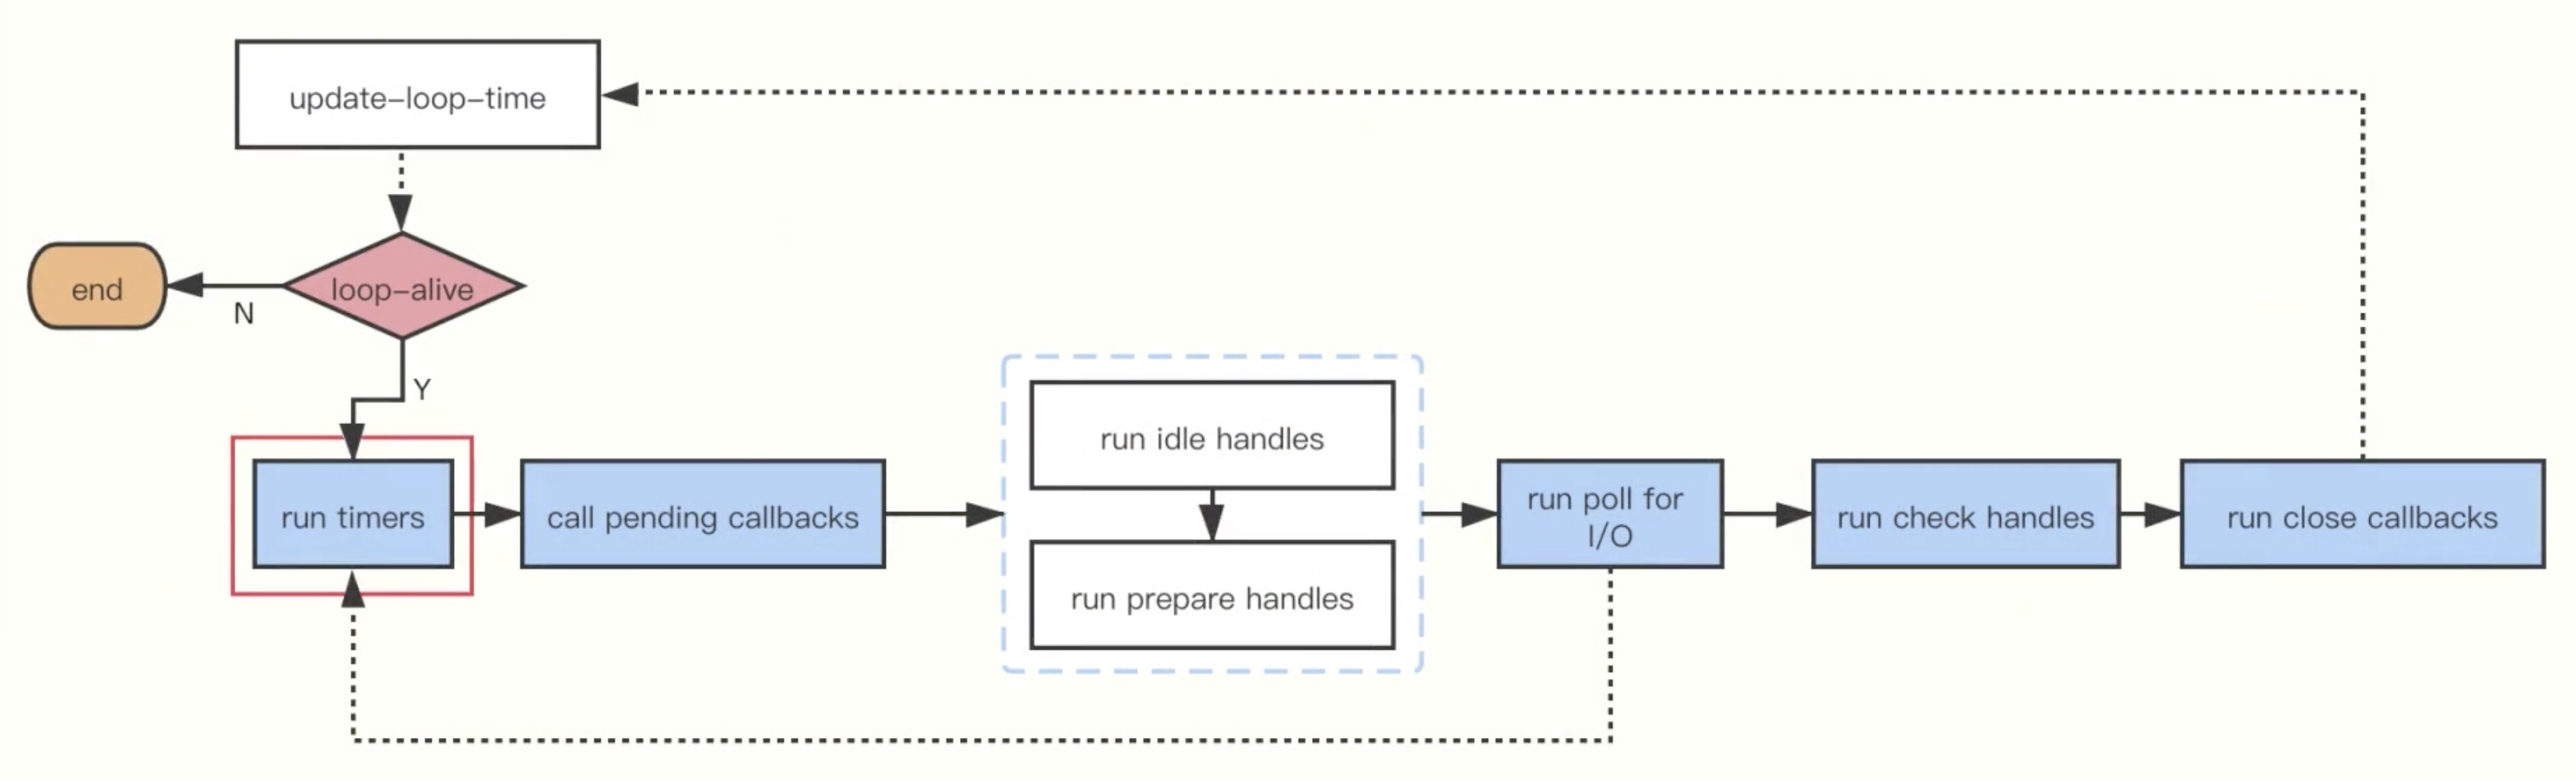 update-loop-time
end
loop-alive
N
Y
run timers
call pending callbacks
run idle handles
run prepare handles
run poll for
I/O
run check handles
run close callbacks